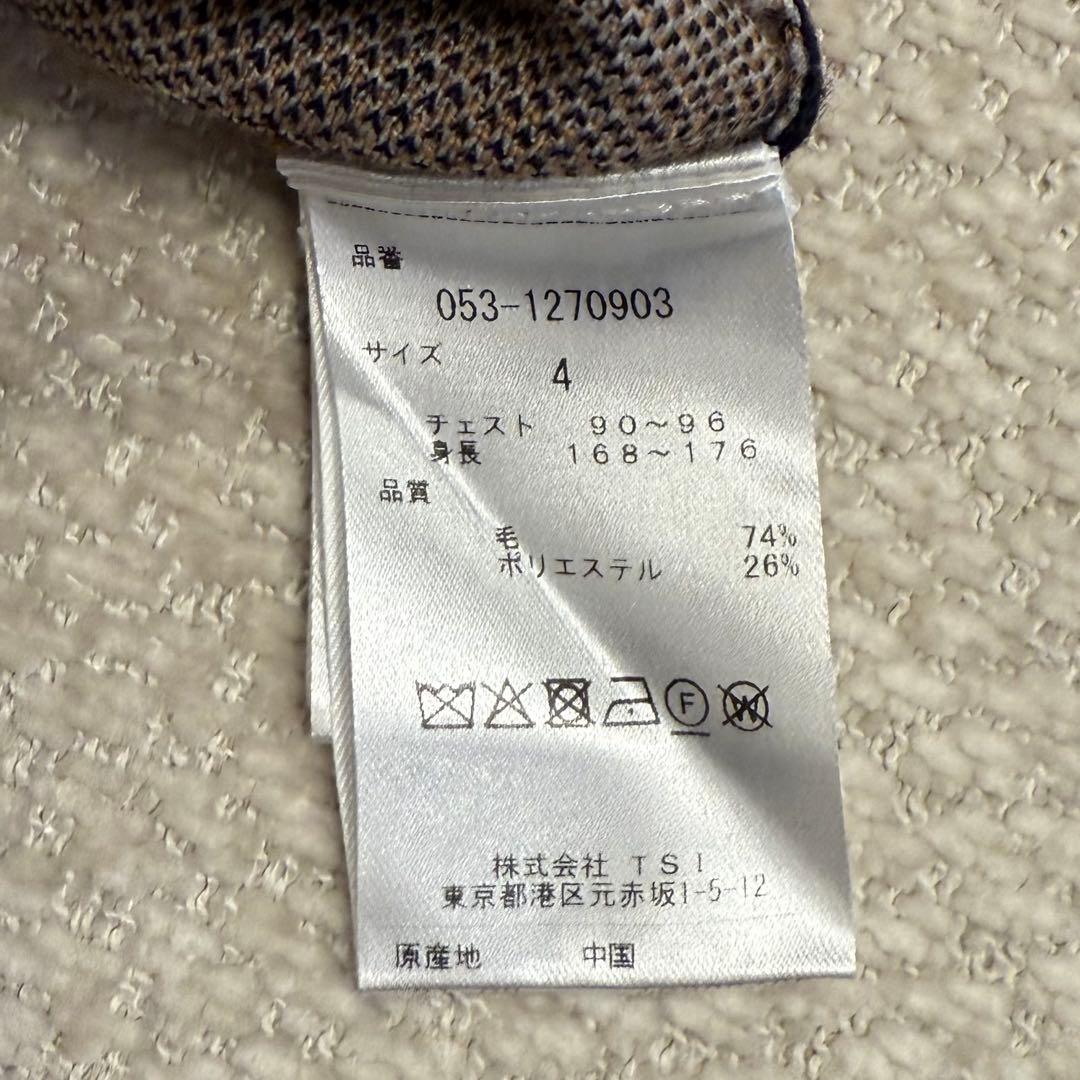 品番
053-1270903
サイズ
4
チェスト 90~96
身長 168~176
品質
毛 74%
ポリエステル 26%
F W
株式会社 TSI
東京都港区元赤坂1-5-12
原産地 中国